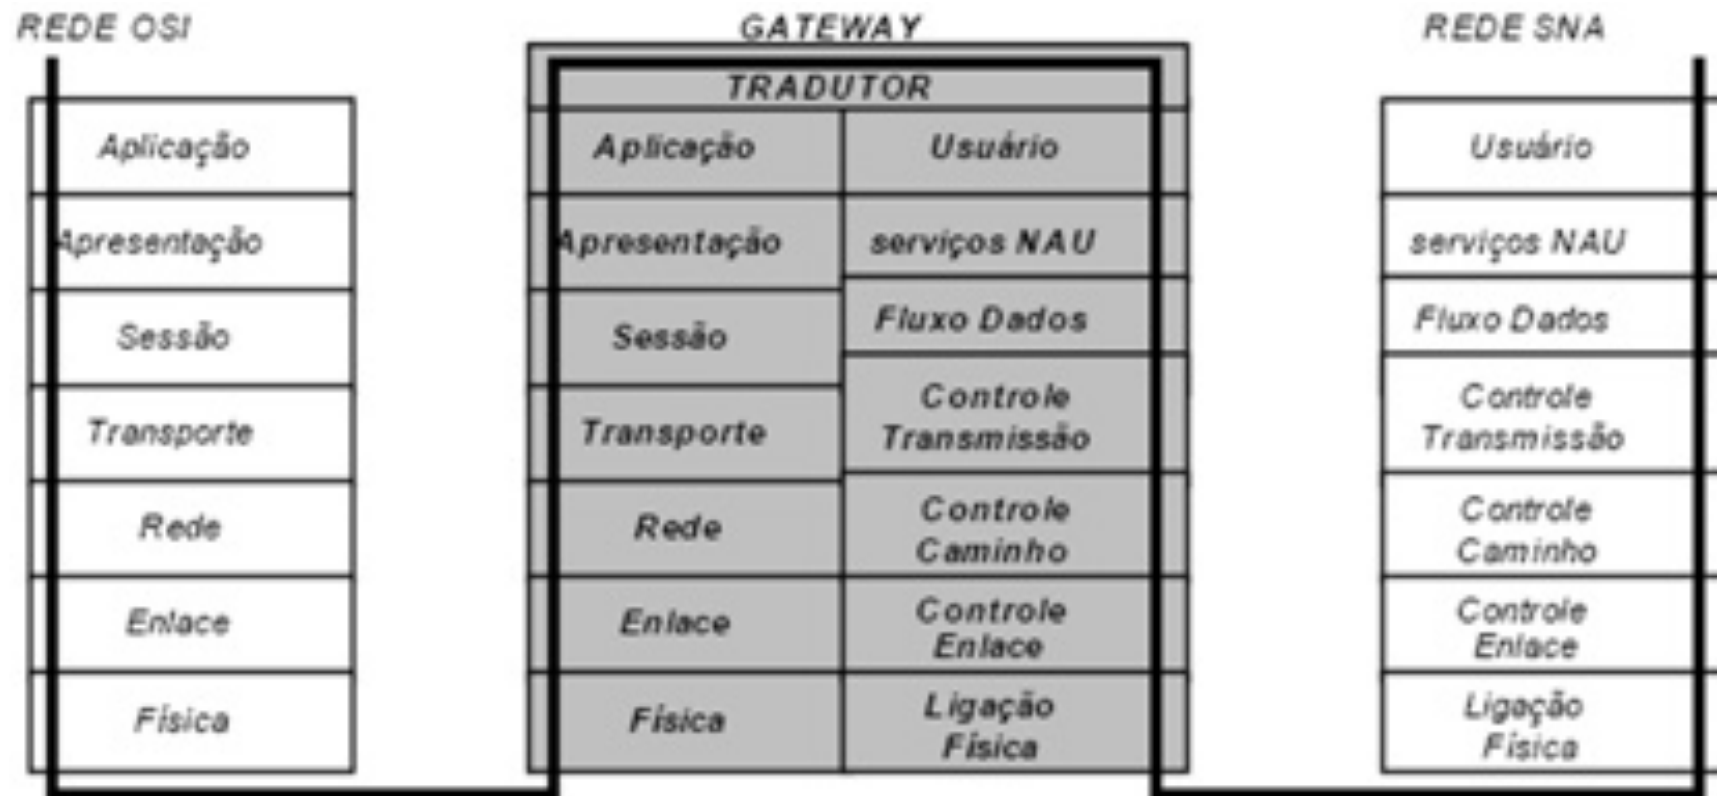 REDE OSI
Aplicação
Apresentação
Sessão
Transporte
Rede
Enlace
Física
GATEWAY
TRADUTOR
Aplicação
Apresentação
Sessão
Transporte
Rede
Enlace
Física
Usuário
serviços NAU
Fluxo Dados
Controle
Transmissão
Controle
Caminho
Controle
Enlace
Ligação
Física
REDE SNA
Usuário
serviços NAU
Fluxo Dados
Controle
Transmissão
Controle
Caminho
Controle
Enlace
Ligação
Física